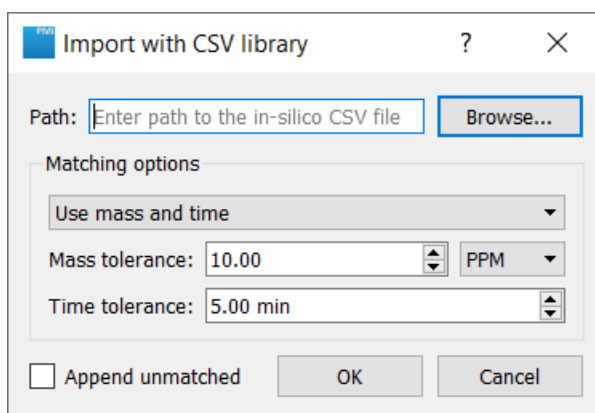 PMI Import with CSV library ?
Path: Enter path to the in-silico CSV file Browse...
Matching options
Use mass and time
Mass tolerance: 10.00 PPM
Time tolerance: 5.00 min
Append unmatched OK Cancel